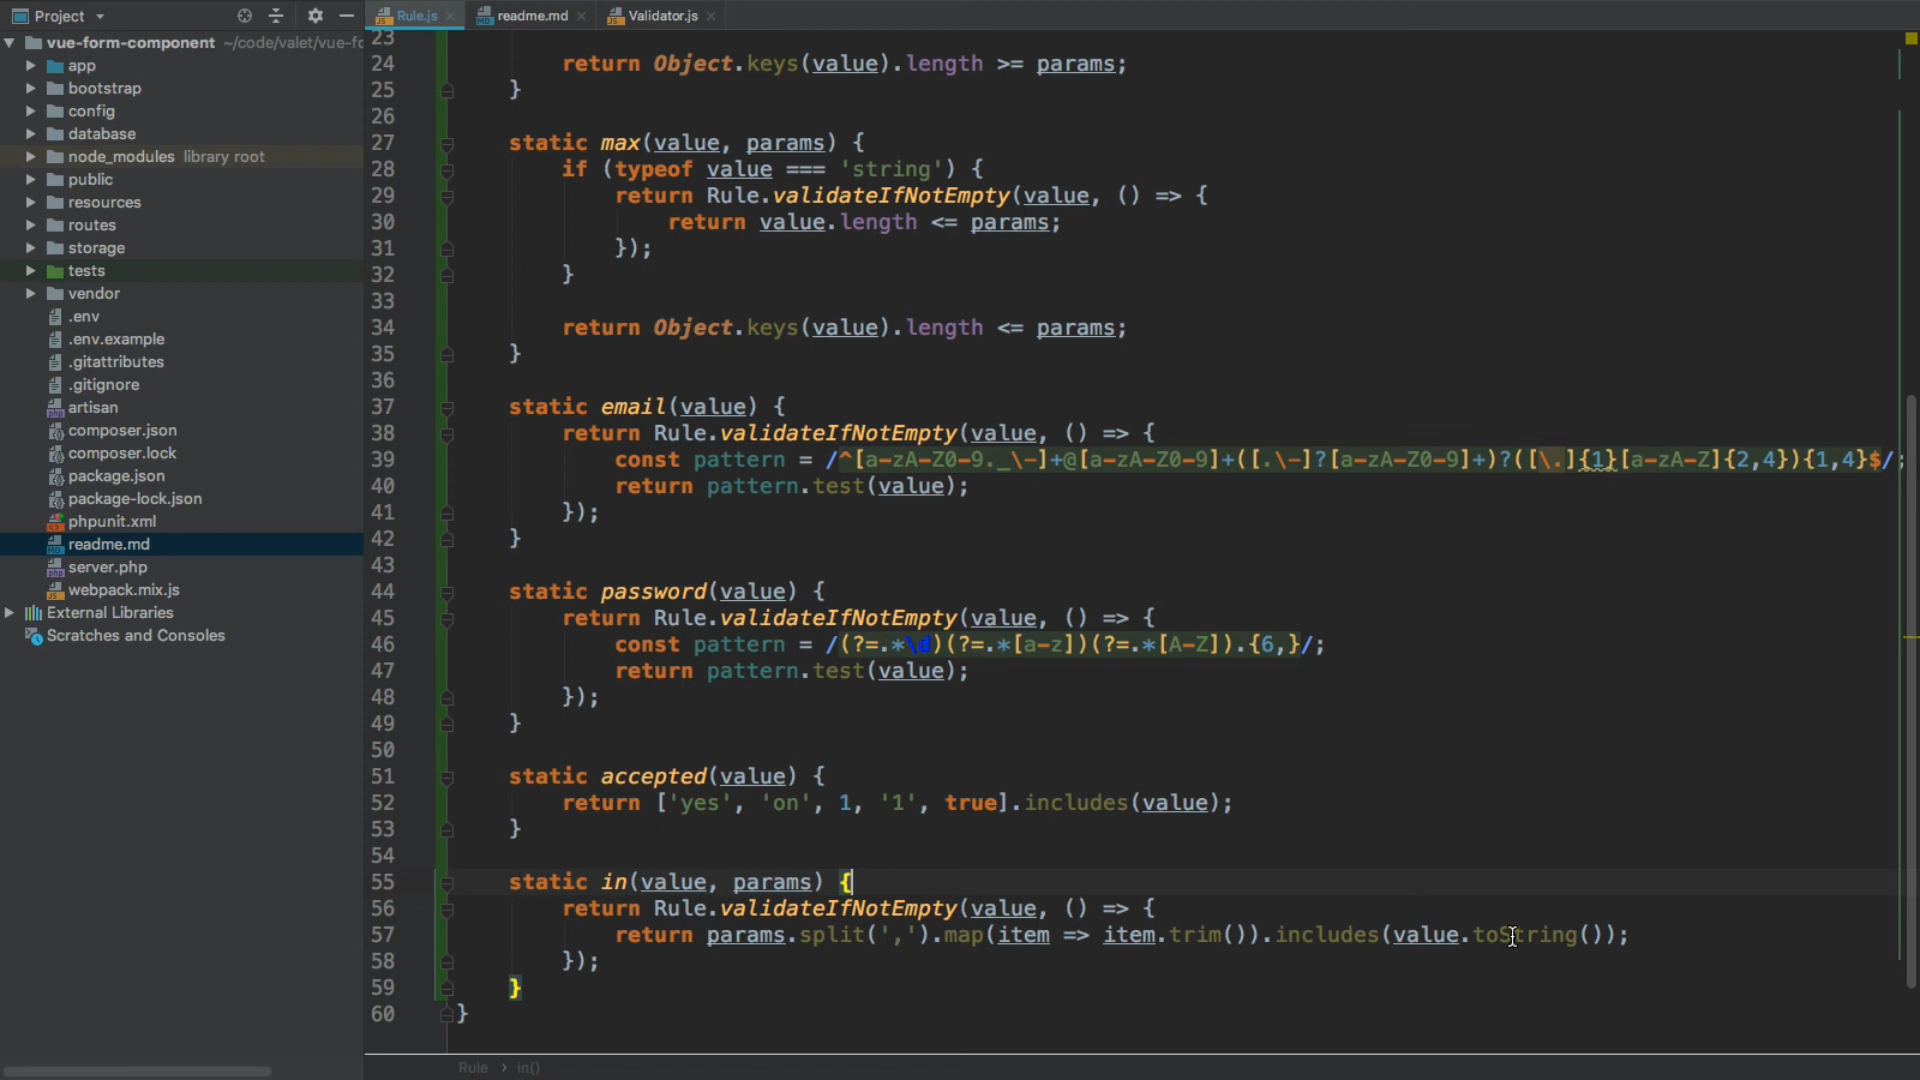 Project
Rule.js
readme.md
Validator.js
vue-form-component ~/code/valet/vue-fc
app
bootstrap
config
database
node_modules library root
public
resources
routes
storage
tests
vendor
.env
.env.example
.gitattributes
.gitignore
artisan
composer.json
composer.lock
package.json
package-lock.json
phpunit.xml
readme.md
server.php
webpack.mix.js
External Libraries
Scratches and Consoles
23
24 return Object.keys(value).length >= params;
25 }
26
27 static max(value, params) {
28 if (typeof value === 'string') {
29 return Rule.validateIfNotEmpty(value, () => {
30 return value.length <= params;
31 });
32 }
33
34 return Object.keys(value).length <= params;
35 }
36
37 static email(value) {
38 return Rule.validateIfNotEmpty(value, () => {
39 const pattern = /^[a-zA-Z0-9._\-]+@[a-zA-Z0-9]+([.\-]?[a-zA-Z0-9]+)?([\.]{1}[a-zA-Z]{2,4}){1,4}$/;
40 return pattern.test(value);
41 });
42 }
43
44 static password(value) {
45 return Rule.validateIfNotEmpty(value, () => {
46 const pattern = /(?=.*\d)(?=.*[a-z])(?=.*[A-Z]).{6,}/;
47 return pattern.test(value);
48 });
49 }
50
51 static accepted(value) {
52 return ['yes', 'on', 1, '1', true].includes(value);
53 }
54
55 static in(value, params) {
56 return Rule.validateIfNotEmpty(value, () => {
57 return params.split(',').map(item => item.trim()).includes(value.toString());
58 });
59 }
60 }
Rule › in()